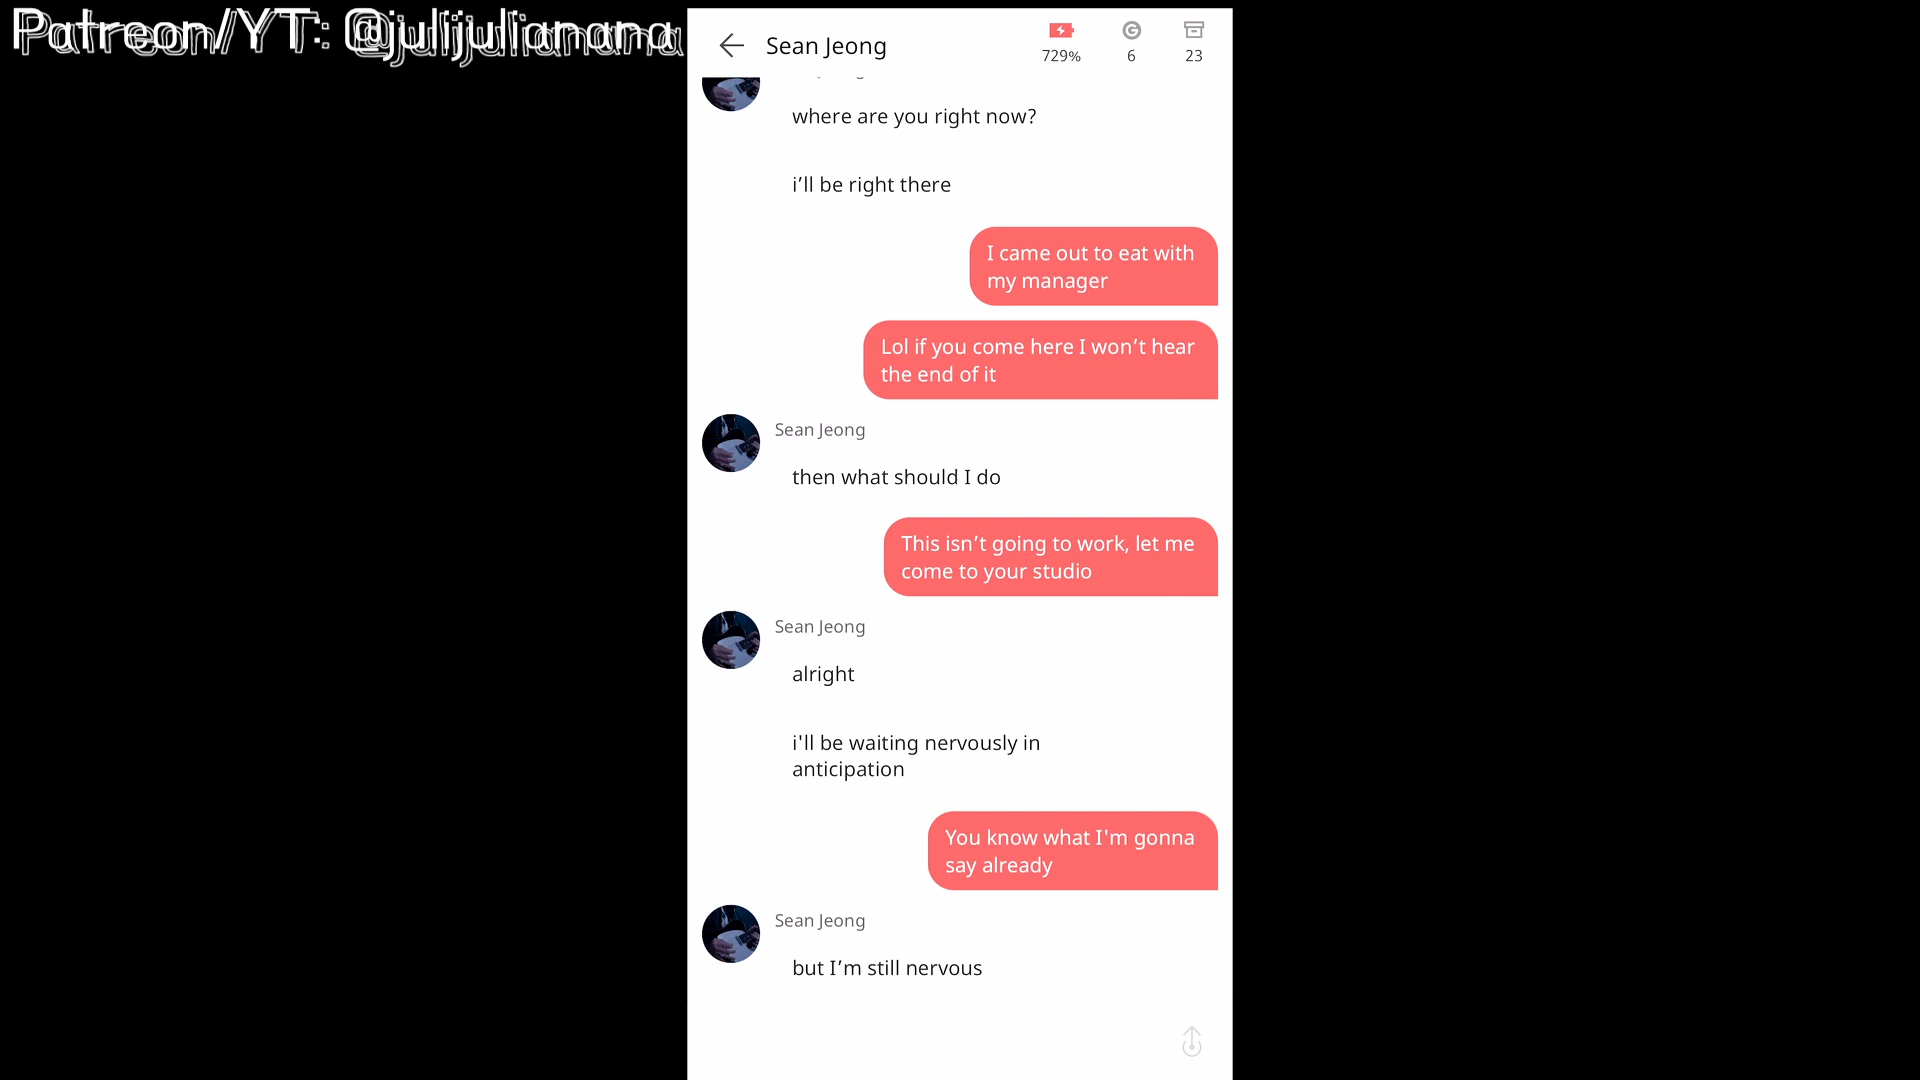 Patreon/YT: @julijulianana
Sean Jeong
729%
6
23
where are you right now?
i’ll be right there
I came out to eat with
my manager
Lol if you come here I won’t hear
the end of it
Sean Jeong
then what should I do
This isn’t going to work, let me
come to your studio
Sean Jeong
alright
i'll be waiting nervously in
anticipation
You know what I'm gonna
say already
Sean Jeong
but I’m still nervous